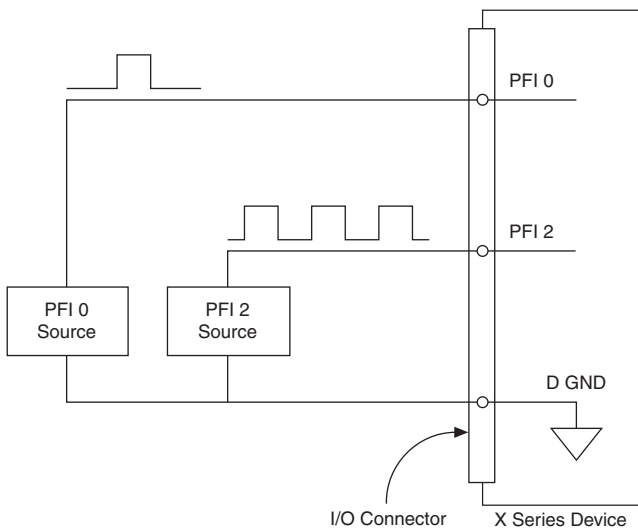 PFI 0
PFI 2
PFI 0
Source
PFI 2
Source
D GND
I/O Connector
X Series Device